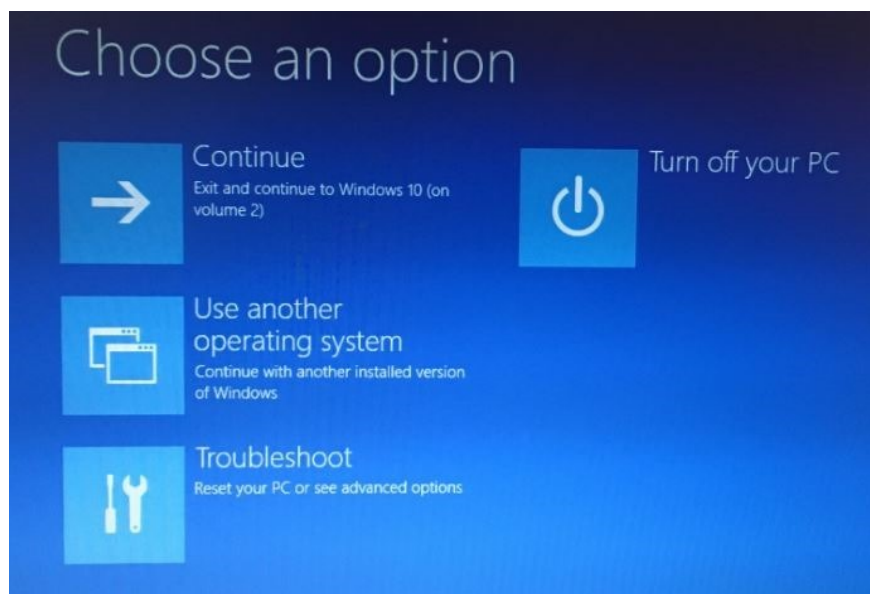 Choose an option
Continue
Exit and continue to Windows 10 (on
volume 2)
Turn off your PC
Use another
operating system
Continue with another installed version
of Windows
Troubleshoot
Reset your PC or see advanced options